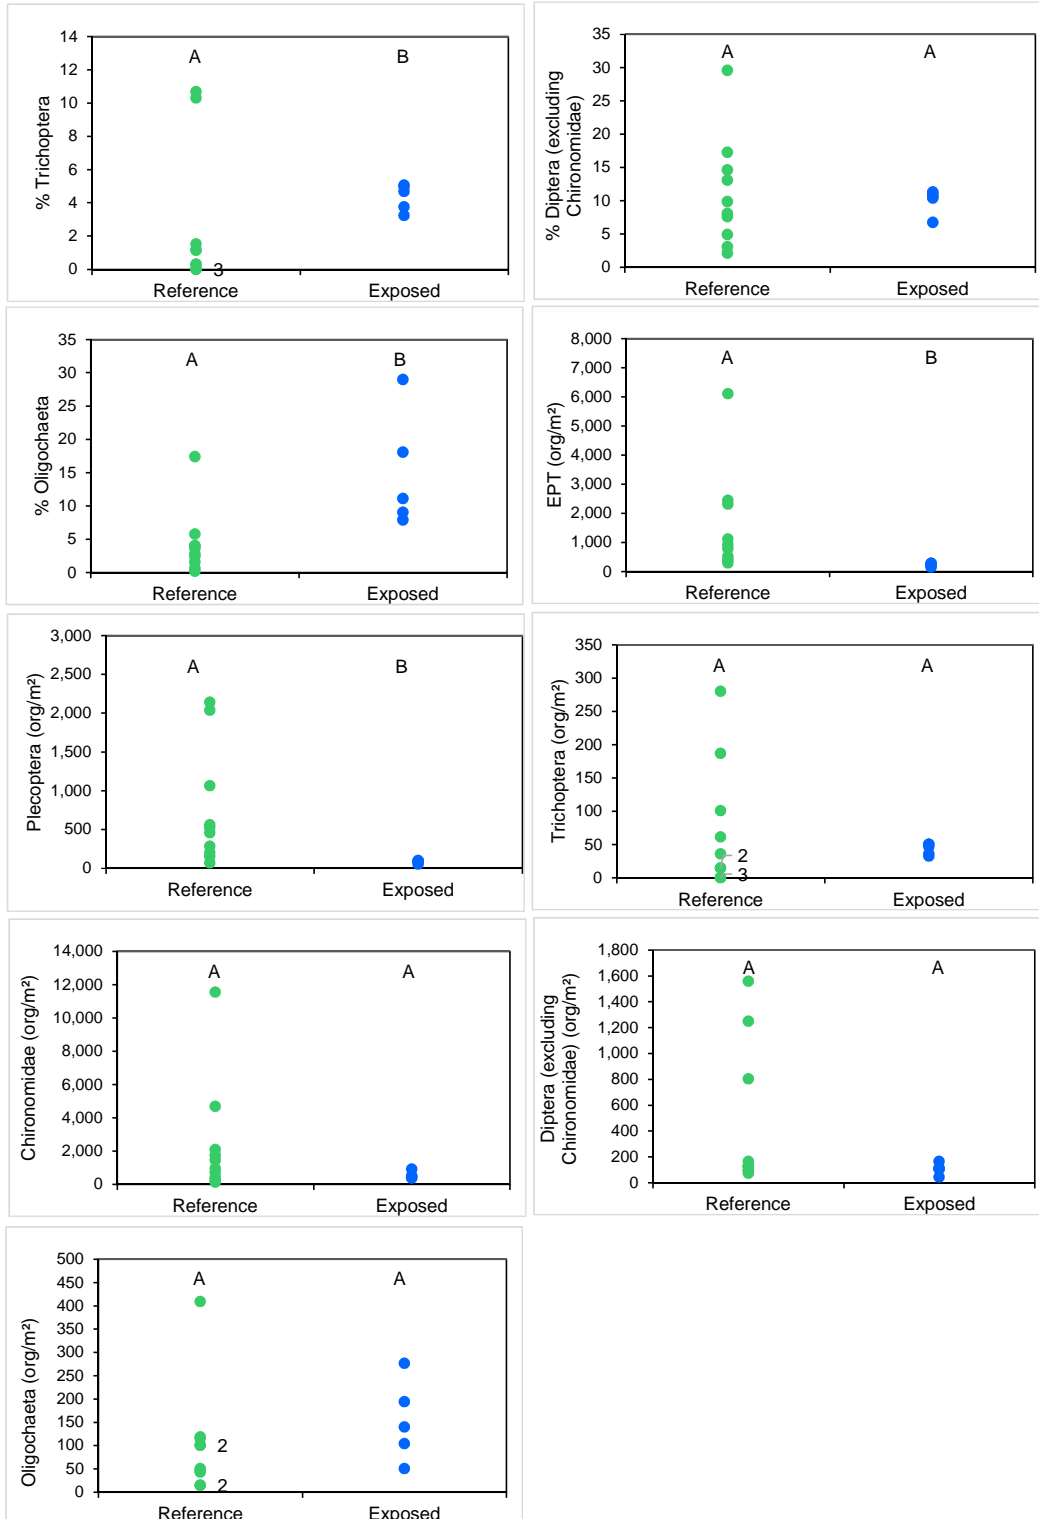 14
12
10
8
6
4
2
0
% Trichoptera
A
B
3
Reference
Exposed
35
30
25
20
15
10
5
0
% Diptera (excluding
Chironomidae)
A
A
Reference
Exposed
35
30
25
20
15
10
5
0
% Oligochaeta
A
B
Reference
Exposed
8,000
7,000
6,000
5,000
4,000
3,000
2,000
1,000
0
EPT (org/m²)
A
B
Reference
Exposed
3,000
2,500
2,000
1,500
1,000
500
0
Plecoptera (org/m²)
A
B
Reference
Exposed
350
300
250
200
150
100
50
0
Trichoptera (org/m²)
A
A
2
3
Reference
Exposed
14,000
12,000
10,000
8,000
6,000
4,000
2,000
0
Chironomidae (org/m²)
A
A
Reference
Exposed
1,800
1,600
1,400
1,200
1,000
800
600
400
200
0
Diptera (excluding
Chironomidae) (org/m²)
A
A
Reference
Exposed
500
450
400
350
300
250
200
150
100
50
0
Oligochaeta (org/m²)
A
A
2
2
Reference
Exposed